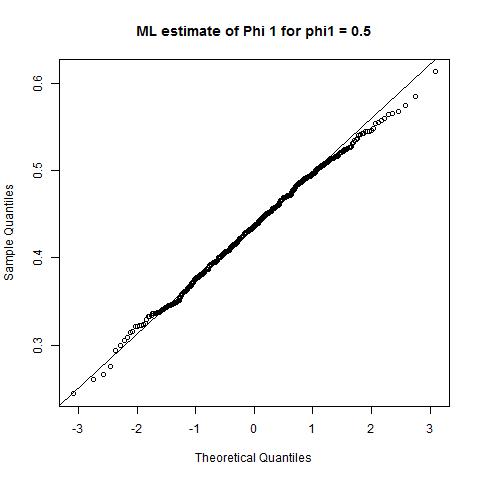 ML estimate of Phi 1 for phi1 = 0.5
Sample Quantiles
0.6
0.5
0.4
0.3
-3 -2 -1 0 1 2 3
Theoretical Quantiles